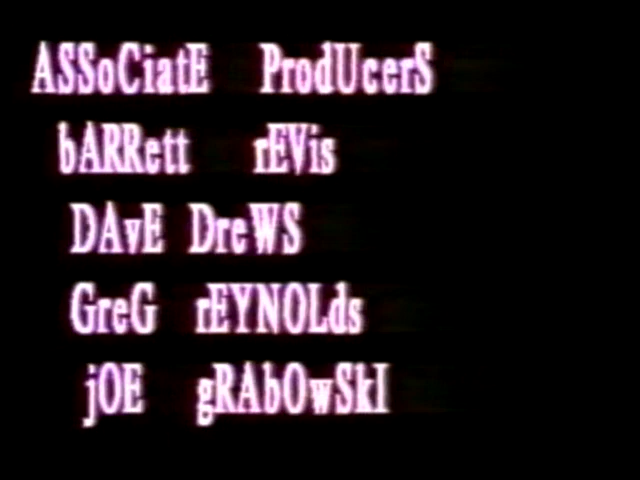 ASSoCiatE ProdUcerS
bARRett rEVis
DAvE DreWS
GreG rEYNOLds
jOE gRAbOwSkI